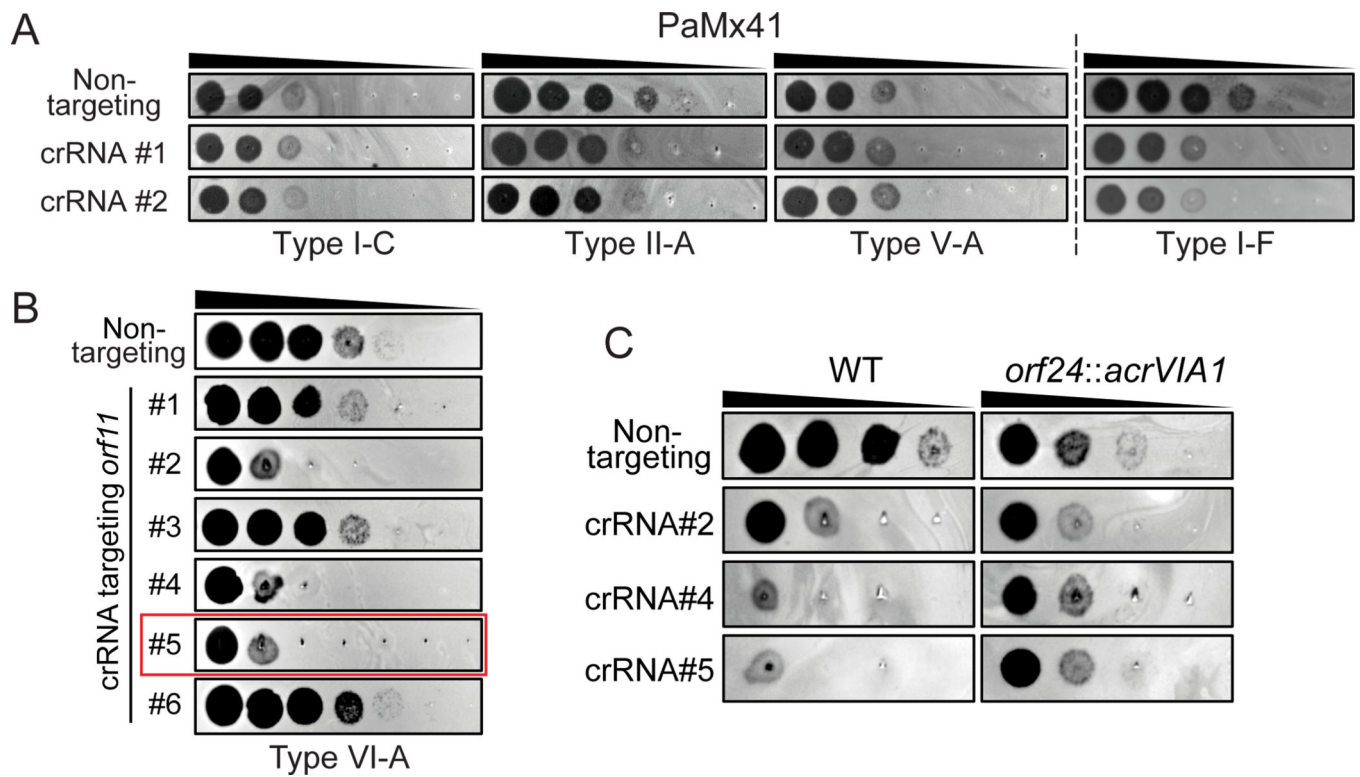 A
PaMx41
Non-
targeting
crRNA #1
crRNA #2
Type I-C
Type II-A
Type V-A
Type I-F
B
Non-
targeting
crRNA targeting orf11
#1
#2
#3
#4
#5
#6
Type VI-A
C
WT
orf24::acrVIA1
Non-
targeting
crRNA#2
crRNA#4
crRNA#5